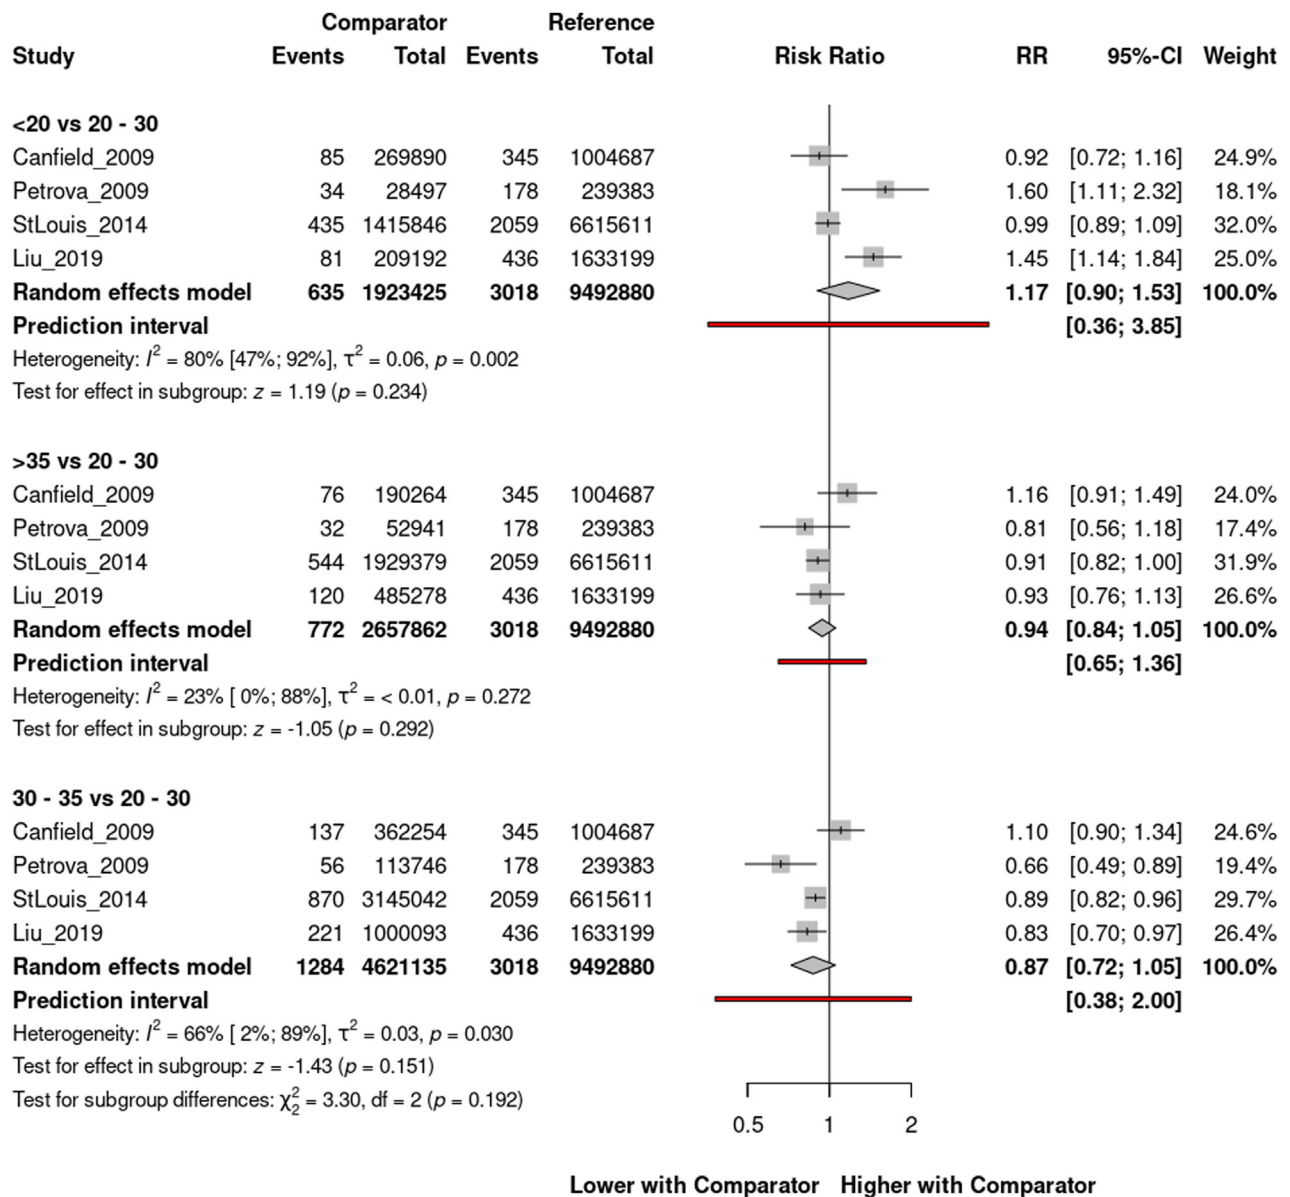 Comparator Reference
Study Events Total Events Total Risk Ratio RR 95%-CI Weight
<20 vs 20 - 30
Canfield_2009 85 269890 345 1004687 0.92 [0.72; 1.16] 24.9%
Petrova_2009 34 28497 178 239383 1.60 [1.11; 2.32] 18.1%
StLouis_2014 435 1415846 2059 6615611 0.99 [0.89; 1.09] 32.0%
Liu_2019 81 209192 436 1633199 1.45 [1.14; 1.84] 25.0%
Random effects model 635 1923425 3018 9492880 1.17 [0.90; 1.53] 100.0%
Prediction interval [0.36; 3.85]
Heterogeneity: I² = 80% [47%; 92%], τ² = 0.06, p = 0.002
Test for effect in subgroup: z = 1.19 (p = 0.234)
>35 vs 20 - 30
Canfield_2009 76 190264 345 1004687 1.16 [0.91; 1.49] 24.0%
Petrova_2009 32 52941 178 239383 0.81 [0.56; 1.18] 17.4%
StLouis_2014 544 1929379 2059 6615611 0.91 [0.82; 1.00] 31.9%
Liu_2019 120 485278 436 1633199 0.93 [0.76; 1.13] 26.6%
Random effects model 772 2657862 3018 9492880 0.94 [0.84; 1.05] 100.0%
Prediction interval [0.65; 1.36]
Heterogeneity: I² = 23% [ 0%; 88%], τ² = < 0.01, p = 0.272
Test for effect in subgroup: z = -1.05 (p = 0.292)
30 - 35 vs 20 - 30
Canfield_2009 137 362254 345 1004687 1.10 [0.90; 1.34] 24.6%
Petrova_2009 56 113746 178 239383 0.66 [0.49; 0.89] 19.4%
StLouis_2014 870 3145042 2059 6615611 0.89 [0.82; 0.96] 29.7%
Liu_2019 221 1000093 436 1633199 0.83 [0.70; 0.97] 26.4%
Random effects model 1284 4621135 3018 9492880 0.87 [0.72; 1.05] 100.0%
Prediction interval [0.38; 2.00]
Heterogeneity: I² = 66% [ 2%; 89%], τ² = 0.03, p = 0.030
Test for effect in subgroup: z = -1.43 (p = 0.151)
Test for subgroup differences: χ²₂ = 3.30, df = 2 (p = 0.192)
0.5 1 2
Lower with Comparator Higher with Comparator